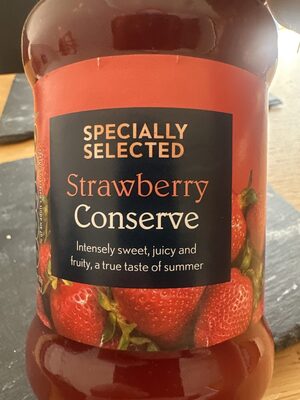 SPECIALLY
SELECTED
Strawberry
Conserve
Intensely sweet, juicy and
fruity, a true taste of summer